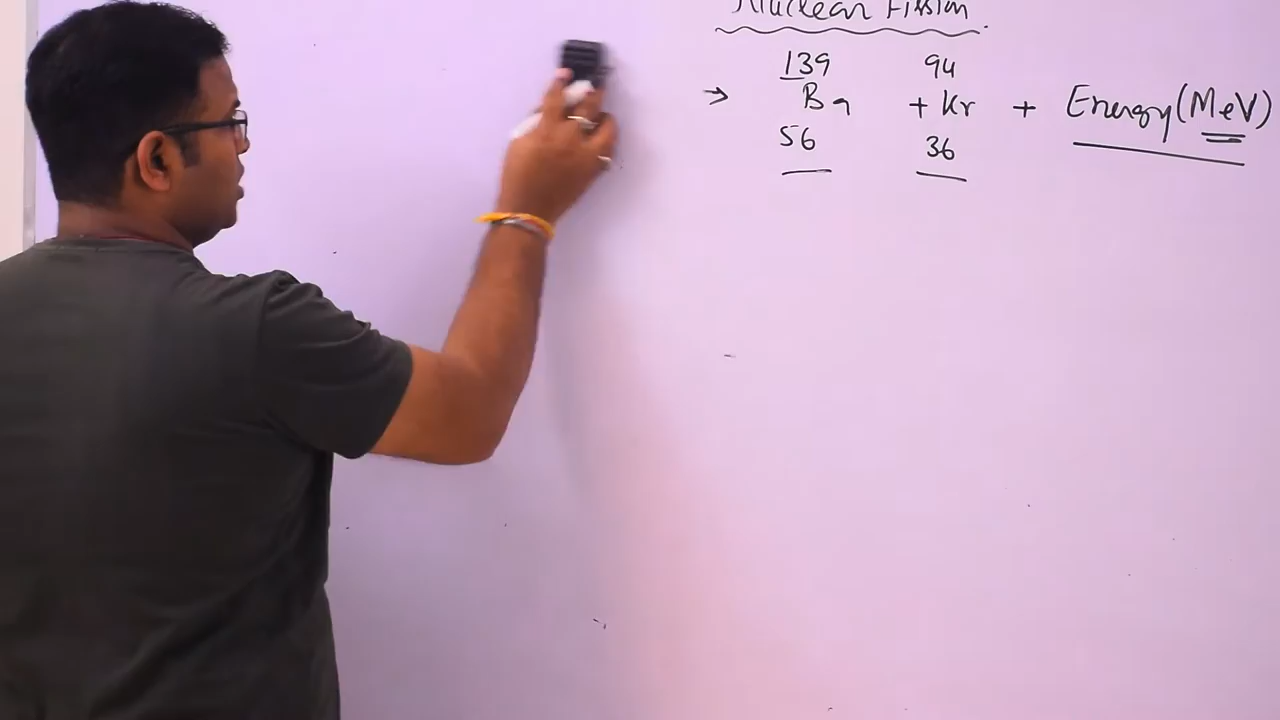 Nuclear Fission
139 94
→ Ba + Kr + Energy (MeV)
56 36